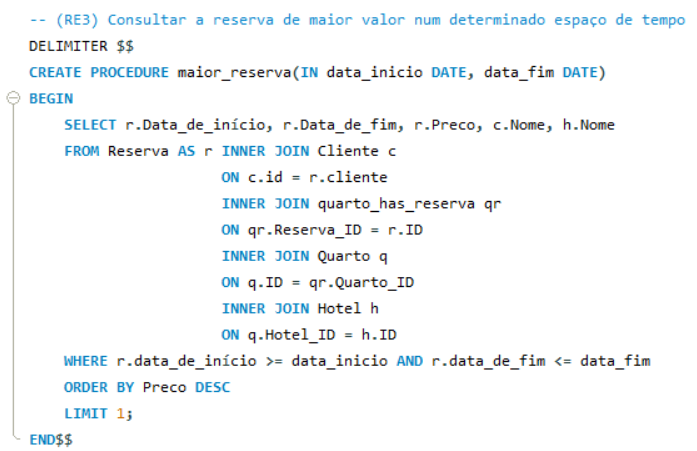 -- (RE3) Consultar a reserva de maior valor num determinado espaço de tempo
DELIMITER $$
CREATE PROCEDURE maior_reserva(IN data_inicio DATE, data_fim DATE)
BEGIN
SELECT r.Data_de_início, r.Data_de_fim, r.Preco, c.Nome, h.Nome
FROM Reserva AS r INNER JOIN Cliente c
ON c.id = r.cliente
INNER JOIN quarto_has_reserva qr
ON qr.Reserva_ID = r.ID
INNER JOIN Quarto q
ON q.ID = qr.Quarto_ID
INNER JOIN Hotel h
ON q.Hotel_ID = h.ID
WHERE r.data_de_início >= data_inicio AND r.data_de_fim <= data_fim
ORDER BY Preco DESC
LIMIT 1;
END$$